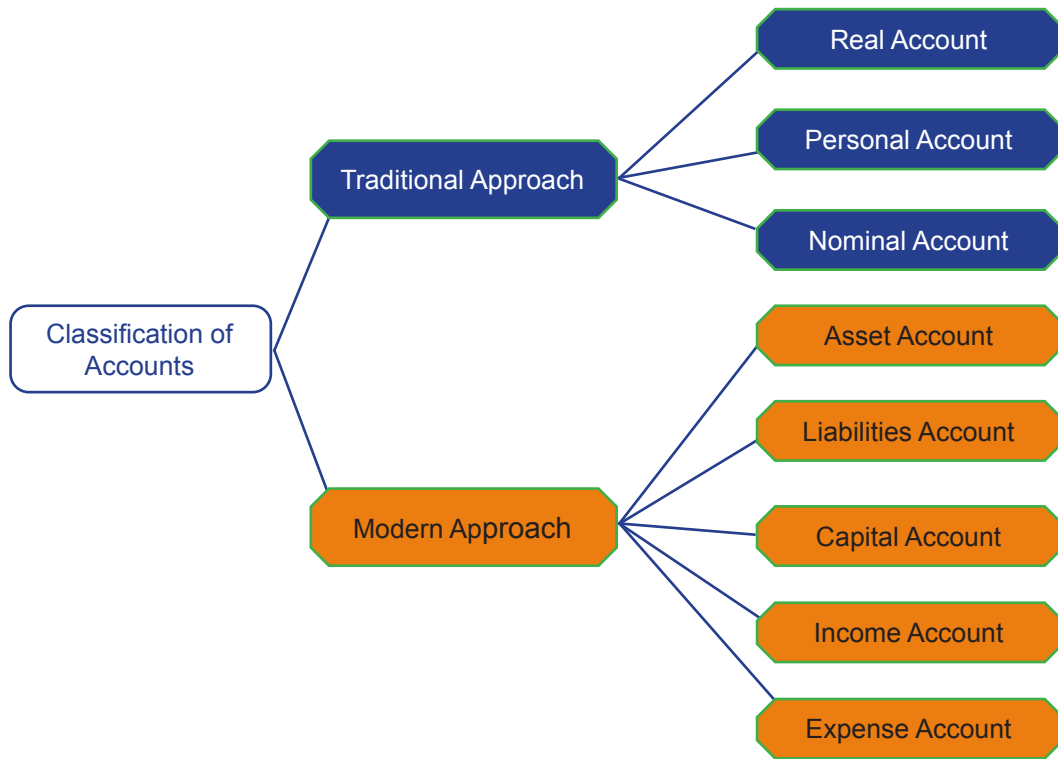 Classification of
Accounts
Traditional Approach
Real Account
Personal Account
Nominal Account
Modern Approach
Asset Account
Liabilities Account
Capital Account
Income Account
Expense Account